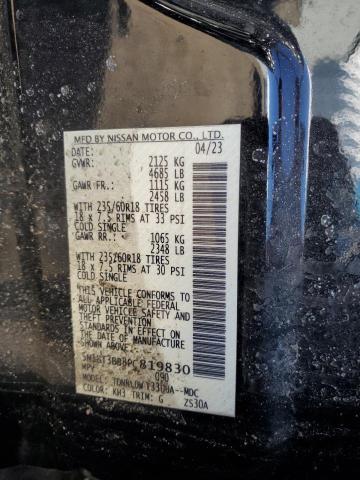 MFD BY NISSAN MOTOR CO., LTD.
DATE: 04/23
GVWR: 2125 KG
4685 LB
GAWR FR.: 1115 KG
2458 LB
WITH 235/60R18 TIRES
18 x 7.5 RIMS AT 33 PSI
COLD SINGLE
GAWR RR.: 1065 KG
2348 LB
WITH 235/60R18 TIRES
18 x 7.5 RIMS AT 30 PSI
COLD SINGLE
THIS VEHICLE CONFORMS TO
ALL APPLICABLE FEDERAL
MOTOR VEHICLE SAFETY
AND THEFT PREVENTION
STANDARDS IN EFFECT ON
THE DATE OF MANUFACTURE
SHOWN ABOVE.
819830
MPV 090
MODEL:
COLOR: KH3 TRIM: G
ZS30A